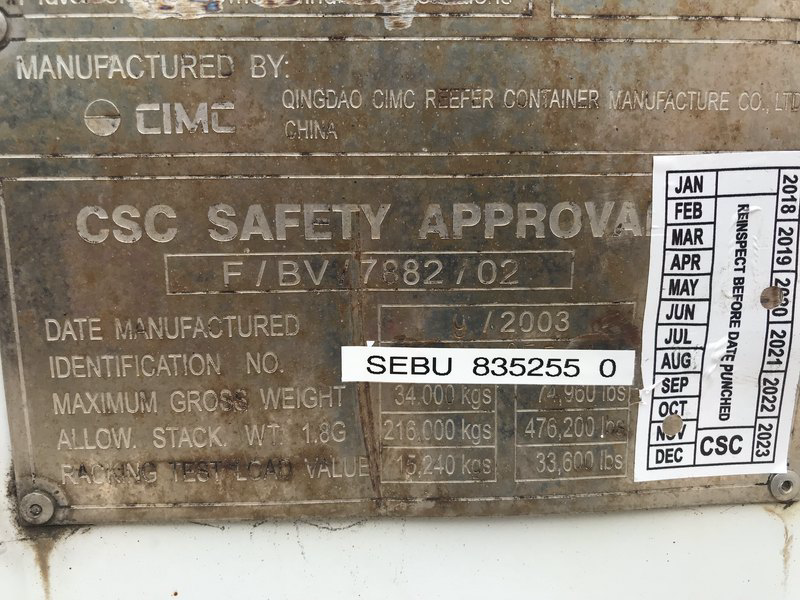 MANUFACTURED BY:
CIMC
QINGDAO CIMC REEFER CONTAINER MANUFACTURE CO., LTD
CHINA
CSC SAFETY APPROVAL
F / BV / 7882 / 02
DATE MANUFACTURED 9 / 2003
IDENTIFICATION NO. SEBU 835255 0
MAXIMUM GROSS WEIGHT 34,000 kgs 74,960 lbs
ALLOW. STACK. WT. 1.8G 216,000 kgs 476,200 lbs
RACKING TEST LOAD VALUE 15,240 kgs 33,600 lbs
JAN
FEB
MAR
APR
MAY
JUN
JUL
AUG
SEP
OCT
NOV
DEC
REINSPECT BEFORE DATE PUNCHED
CSC
2018 2019 2020 2021 2022 2023